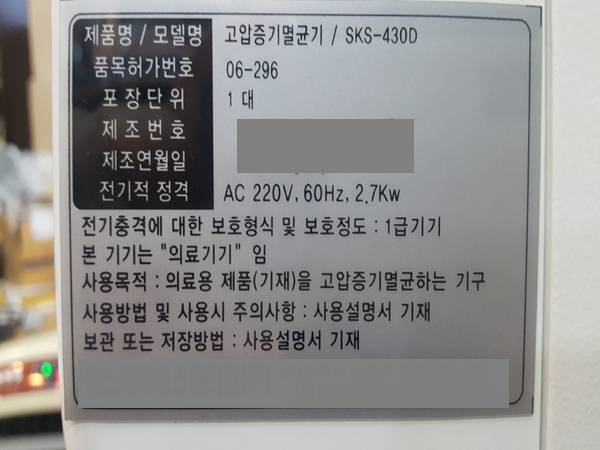 제품명 / 모델명 고압증기멸균기 / SKS-430D
품목허가번호 06-296
포장단위 1 대
제조번호
제조연월일
전기적 정격 AC 220V, 60Hz, 2.7Kw
전기충격에 대한 보호형식 및 보호정도 : 1급기기
본 기기는 "의료기기" 임
사용목적 : 의료용 제품(기재)을 고압증기멸균하는 기구
사용방법 및 사용시 주의사항 : 사용설명서 기재
보관 또는 저장방법 : 사용설명서 기재